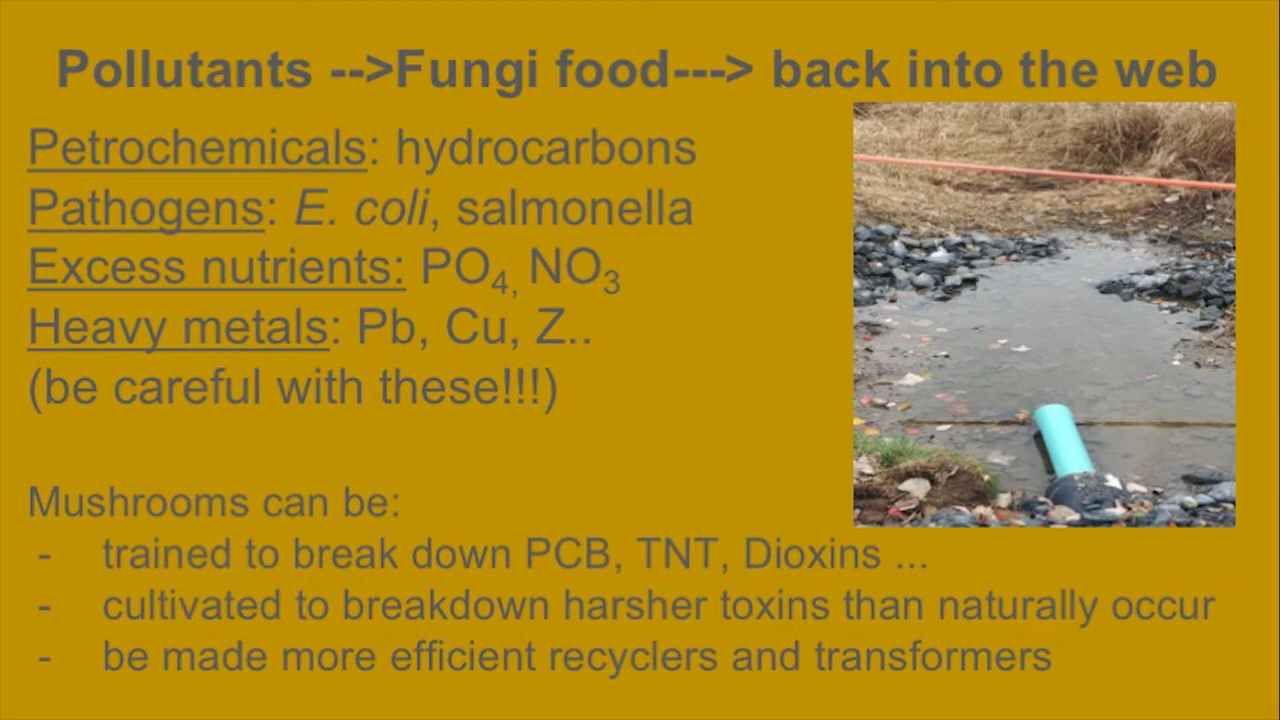 Pollutants -->Fungi food---> back into the web
Petrochemicals: hydrocarbons
Pathogens: E. coli, salmonella
Excess nutrients: PO₄, NO₃
Heavy metals: Pb, Cu, Z..
(be careful with these!!!)
Mushrooms can be:
- trained to break down PCB, TNT, Dioxins ...
- cultivated to breakdown harsher toxins than naturally occur
- be made more efficient recyclers and transformers